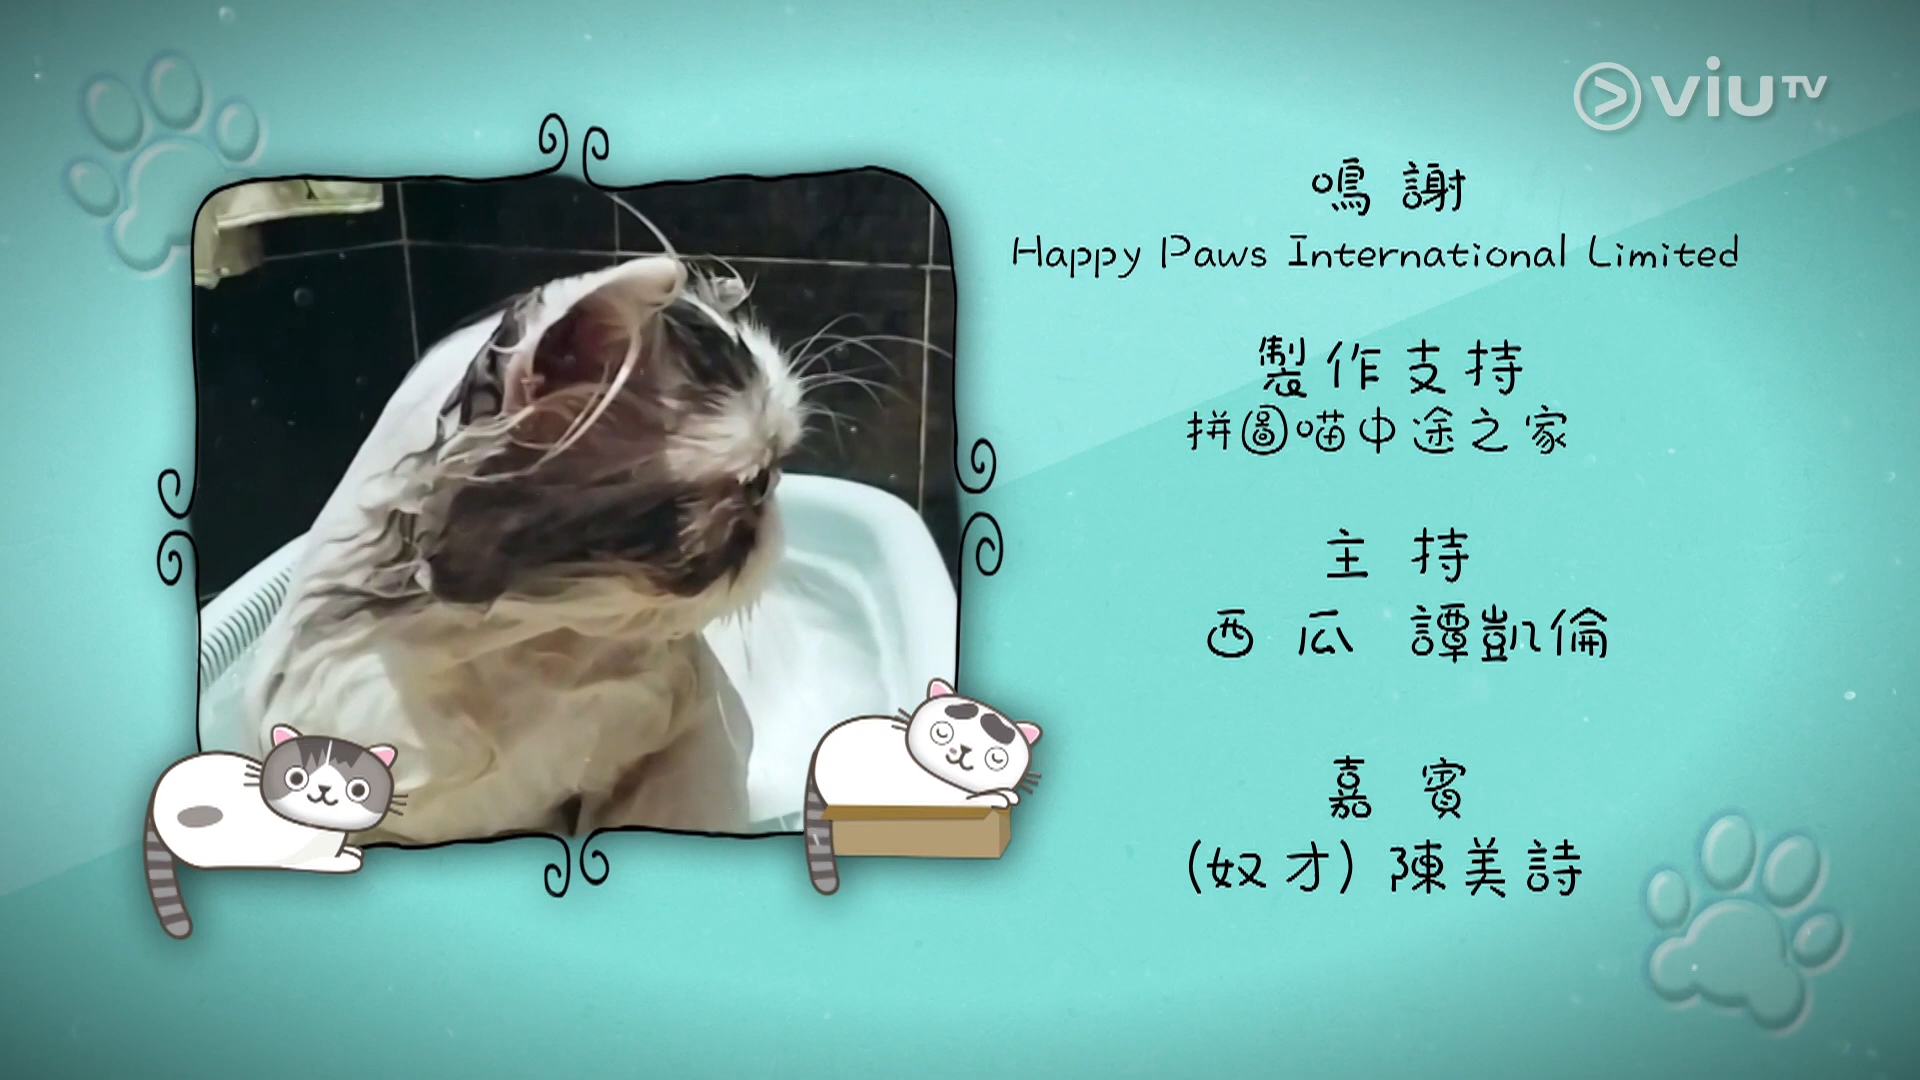 viuTV
鳴謝
Happy Paws International Limited
製作支持
拼圖喵中途之家
主持
西瓜 譚凱倫
嘉賓
(奴才) 陳美詩